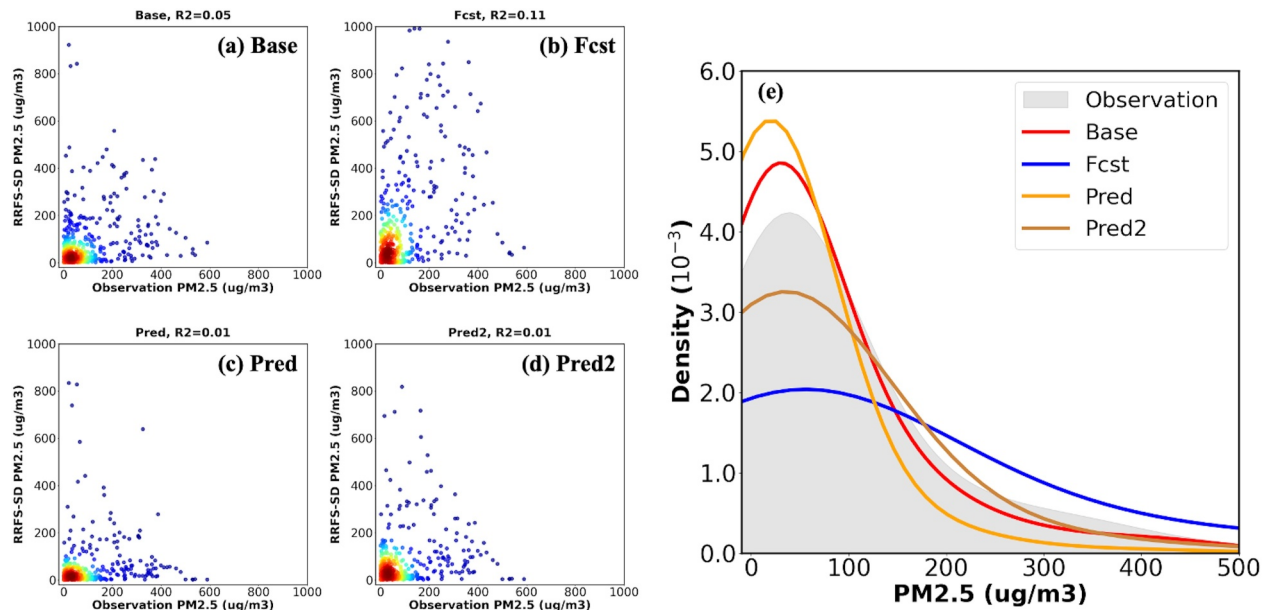 Base, R2=0.05
(a) Base
RRFS-SD PM2.5 (ug/m3)
1000
800
600
400
200
0
0 200 400 600 800 1000
Observation PM2.5 (ug/m3)
Fcst, R2=0.11
(b) Fcst
RRFS-SD PM2.5 (ug/m3)
1000
800
600
400
200
0
0 200 400 600 800 1000
Observation PM2.5 (ug/m3)
Pred, R2=0.01
(c) Pred
RRFS-SD PM2.5 (ug/m3)
1000
800
600
400
200
0
0 200 400 600 800 1000
Observation PM2.5 (ug/m3)
Pred2, R2=0.01
(d) Pred2
RRFS-SD PM2.5 (ug/m3)
1000
800
600
400
200
0
0 200 400 600 800 1000
Observation PM2.5 (ug/m3)
(e)
Observation
Base
Fcst
Pred
Pred2
Density (10⁻³)
6.0
5.0
4.0
3.0
2.0
1.0
0.0
0 100 200 300 400 500
PM2.5 (ug/m3)